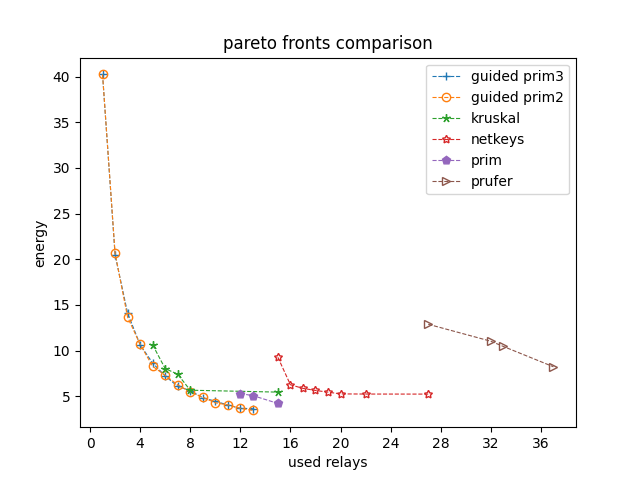 pareto fronts comparison
guided prim3
guided prim2
kruskal
netkeys
prim
prufer
energy
40
35
30
25
20
15
10
5
0 4 8 12 16 20 24 28 32 36
used relays